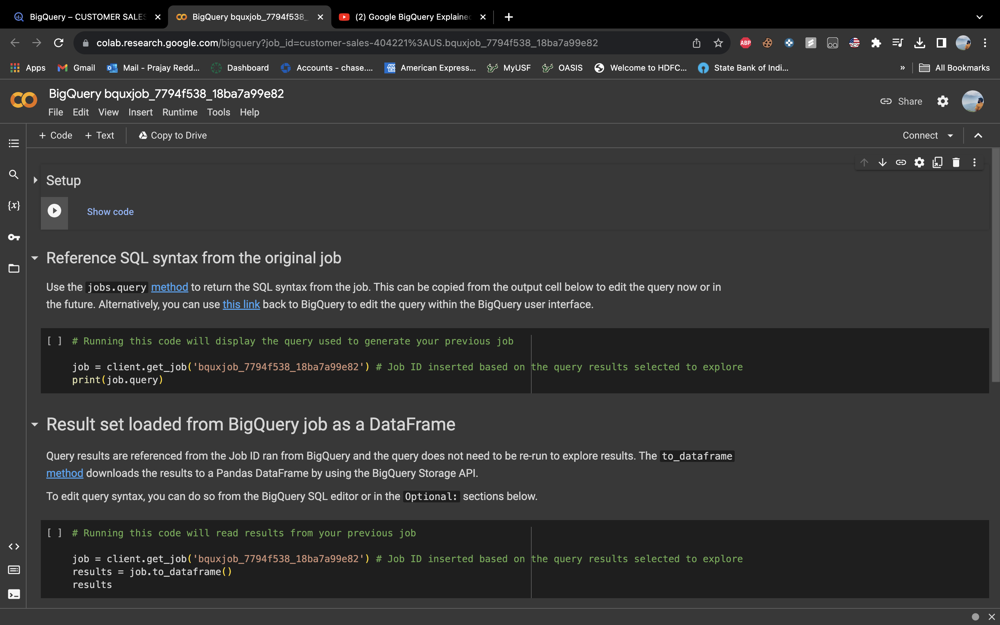 BigQuery – CUSTOMER SALES
BigQuery bquxjob_7794f538_
(2) Google BigQuery Explained
colab.research.google.com/bigquery?job_id=customer-sales-404221%3AUS.bquxjob_7794f538_18ba7a99e82
ABP
Apps
Gmail
Mail - Prajay Redd...
Dashboard
Accounts - chase....
American Express...
MyUSF
OASIS
Welcome to HDFC...
State Bank of Indi...
»
All Bookmarks
BigQuery bquxjob_7794f538_18ba7a99e82
File Edit View Insert Runtime Tools Help
Share
+ Code + Text Copy to Drive
Connect
Setup
{x}
Show code
Reference SQL syntax from the original job
Use the jobs.query method to return the SQL syntax from the job. This can be copied from the output cell below to edit the query now or in
the future. Alternatively, you can use this link back to BigQuery to edit the query within the BigQuery user interface.
[ ] # Running this code will display the query used to generate your previous job
job = client.get_job('bquxjob_7794f538_18ba7a99e82') # Job ID inserted based on the query results selected to explore
print(job.query)
Result set loaded from BigQuery job as a DataFrame
Query results are referenced from the Job ID ran from BigQuery and the query does not need to be re-run to explore results. The to_dataframe
method downloads the results to a Pandas DataFrame by using the BigQuery Storage API.
To edit query syntax, you can do so from the BigQuery SQL editor or in the Optional: sections below.
[ ] # Running this code will read results from your previous job
job = client.get_job('bquxjob_7794f538_18ba7a99e82') # Job ID inserted based on the query results selected to explore
results = job.to_dataframe()
results